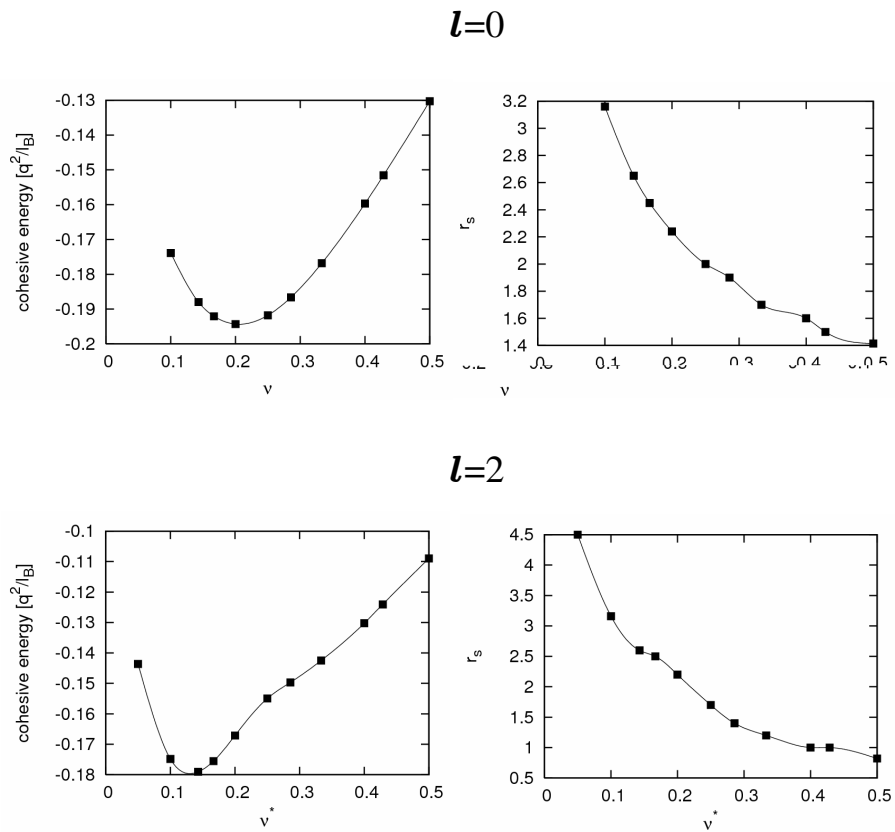 l=0
cohesive energy [q²/l_B]
-0.13
-0.14
-0.15
-0.16
-0.17
-0.18
-0.19
-0.2
0 0.1 0.2 0.3 0.4 0.5
ν
r_s
3.2
3
2.8
2.6
2.4
2.2
2
1.8
1.6
1.4
ν
l=2
cohesive energy [q²/l_B]
-0.1
-0.11
-0.12
-0.13
-0.14
-0.15
-0.16
-0.17
-0.18
0 0.1 0.2 0.3 0.4 0.5
ν*
r_s
4.5
4
3.5
3
2.5
2
1.5
1
0.5
0 0.1 0.2 0.3 0.4 0.5
ν*